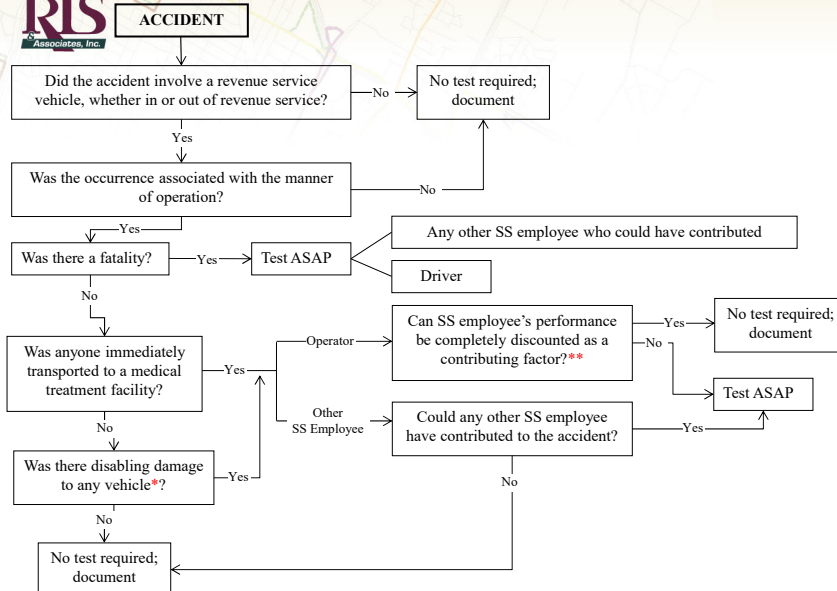 RLS
& Associates, Inc.
ACCIDENT
Did the accident involve a revenue service
vehicle, whether in or out of revenue service?
No
No test required;
document
Yes
Was the occurrence associated with the manner
of operation?
No
Yes
Was there a fatality?
Yes
Test ASAP
Any other SS employee who could have contributed
Driver
No
Was anyone immediately
transported to a medical
treatment facility?
Yes
Operator
Can SS employee's performance
be completely discounted as a
contributing factor?**
Yes
No test required;
document
No
Test ASAP
Other
SS Employee
Could any other SS employee
have contributed to the accident?
Yes
No
No
Was there disabling damage
to any vehicle*?
Yes
No
No test required;
document